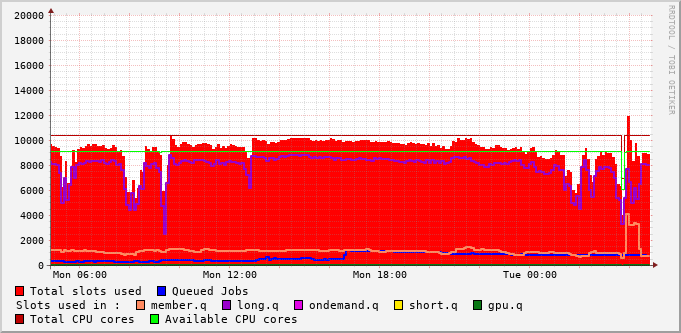 20000
18000
16000
14000
12000
10000
8000
6000
4000
2000
0
Mon 06:00 Mon 12:00 Mon 18:00 Tue 00:00
Total slots used Queued Jobs
Slots used in : member.q long.q ondemand.q short.q gpu.q
Total CPU cores Available CPU cores
RRDTOOL / TOBI OETIKER